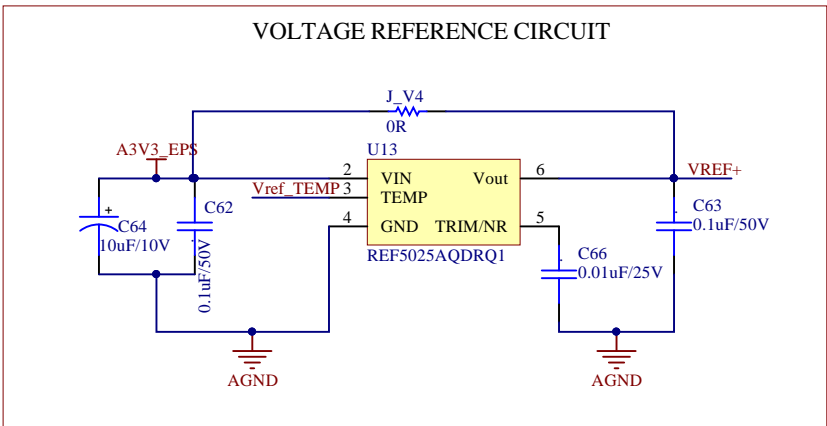 VOLTAGE REFERENCE CIRCUIT
J_V4
0R
A3V3_EPS
U13
2
VIN
Vout
6
VREF+
Vref_TEMP
3
TEMP
4
GND
TRIM/NR
5
REF5025AQDRQ1
C64
10uF/10V
C62
0.1uF/50V
C63
0.1uF/50V
C66
0.01uF/25V
+
AGND
AGND